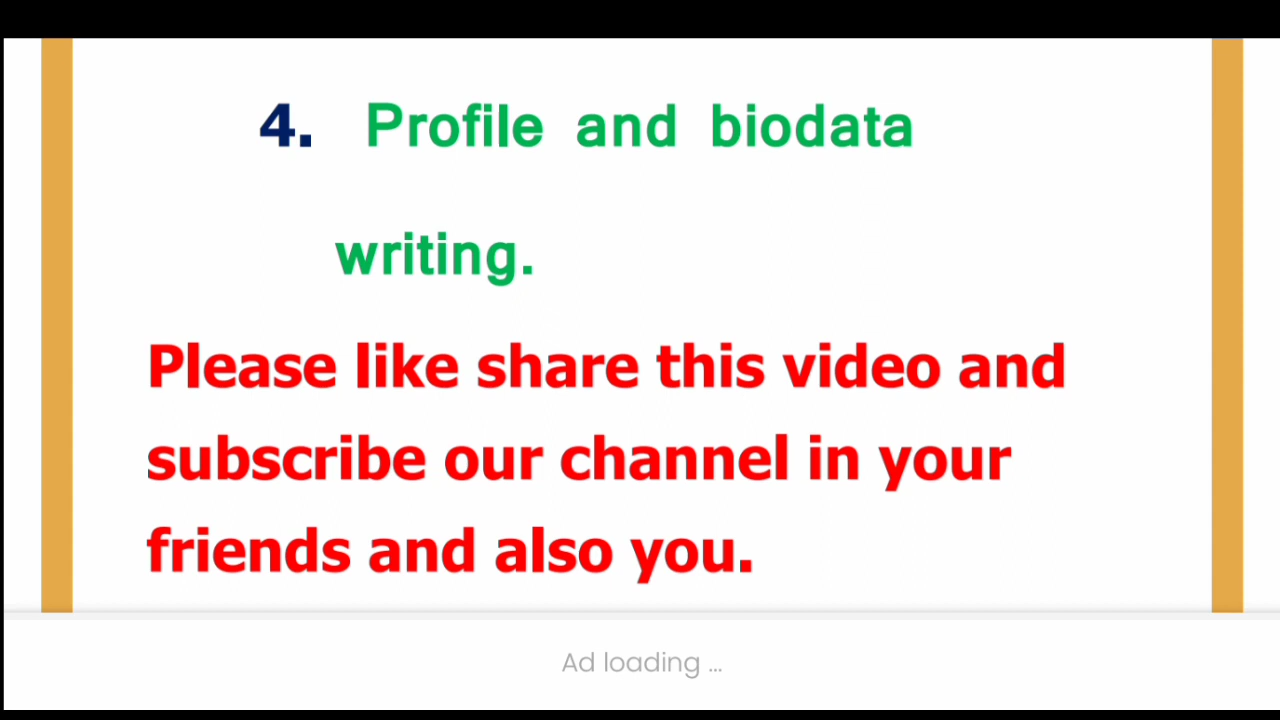 4. Profile and biodata
writing.
Please like share this video and
subscribe our channel in your
friends and also you.
Ad loading ...